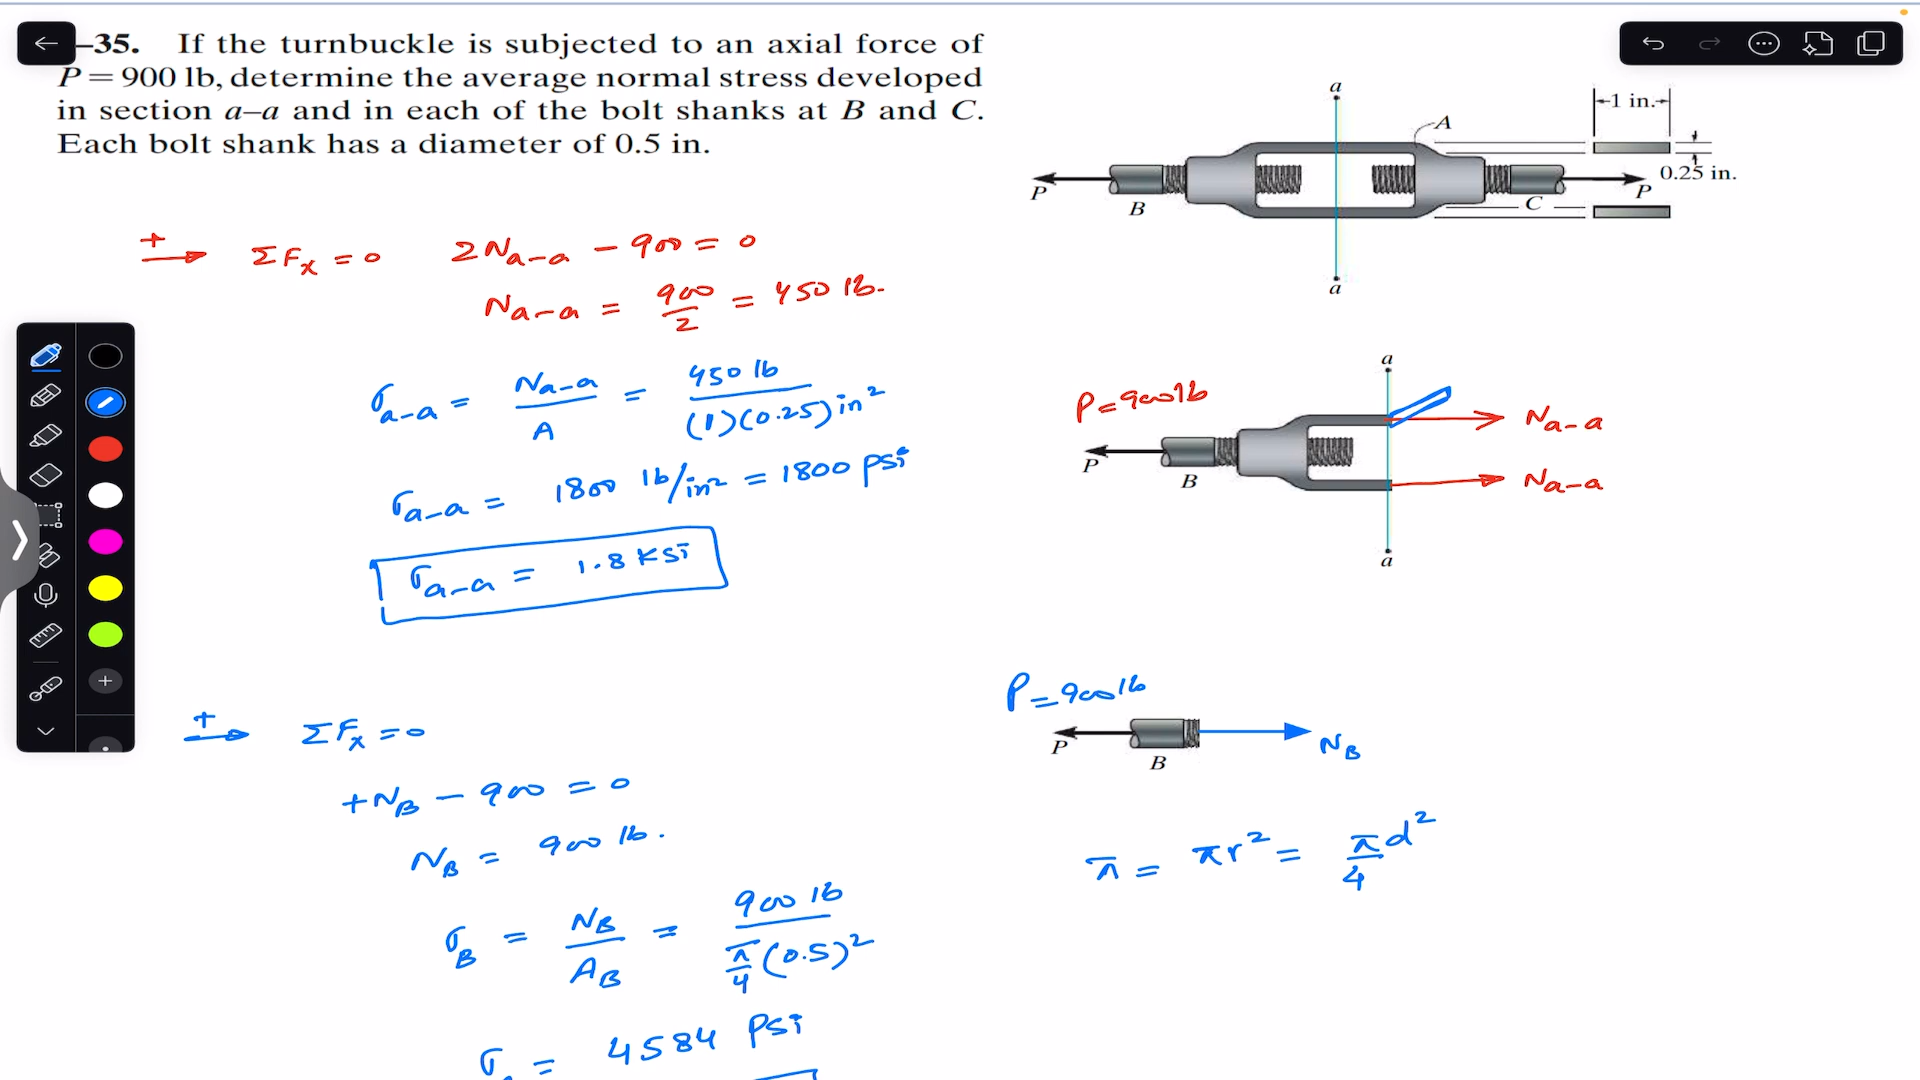 –35. If the turnbuckle is subjected to an axial force of
P = 900 lb, determine the average normal stress developed
in section a–a and in each of the bolt shanks at B and C.
Each bolt shank has a diameter of 0.5 in.
a
A
1 in.
0.25 in.
P
B
C
P
a
+ ΣFx = 0 2Na-a - 900 = 0
Na-a = 900/2 = 450 lb.
σa-a = Na-a/A = 450 lb/(1)(0.25) in²
σa-a = 1800 lb/in² = 1800 psi
σa-a = 1.8 ksi
a
P = 900 lb
Na-a
P
B
Na-a
a
P = 900 lb
P
B
NB
+ ΣFx = 0
+NB - 900 = 0
NB = 900 lb.
π = πr² = π/4 d²
σB = NB/AB = 900 lb/π/4 (0.5)²
σ = 4584 psi